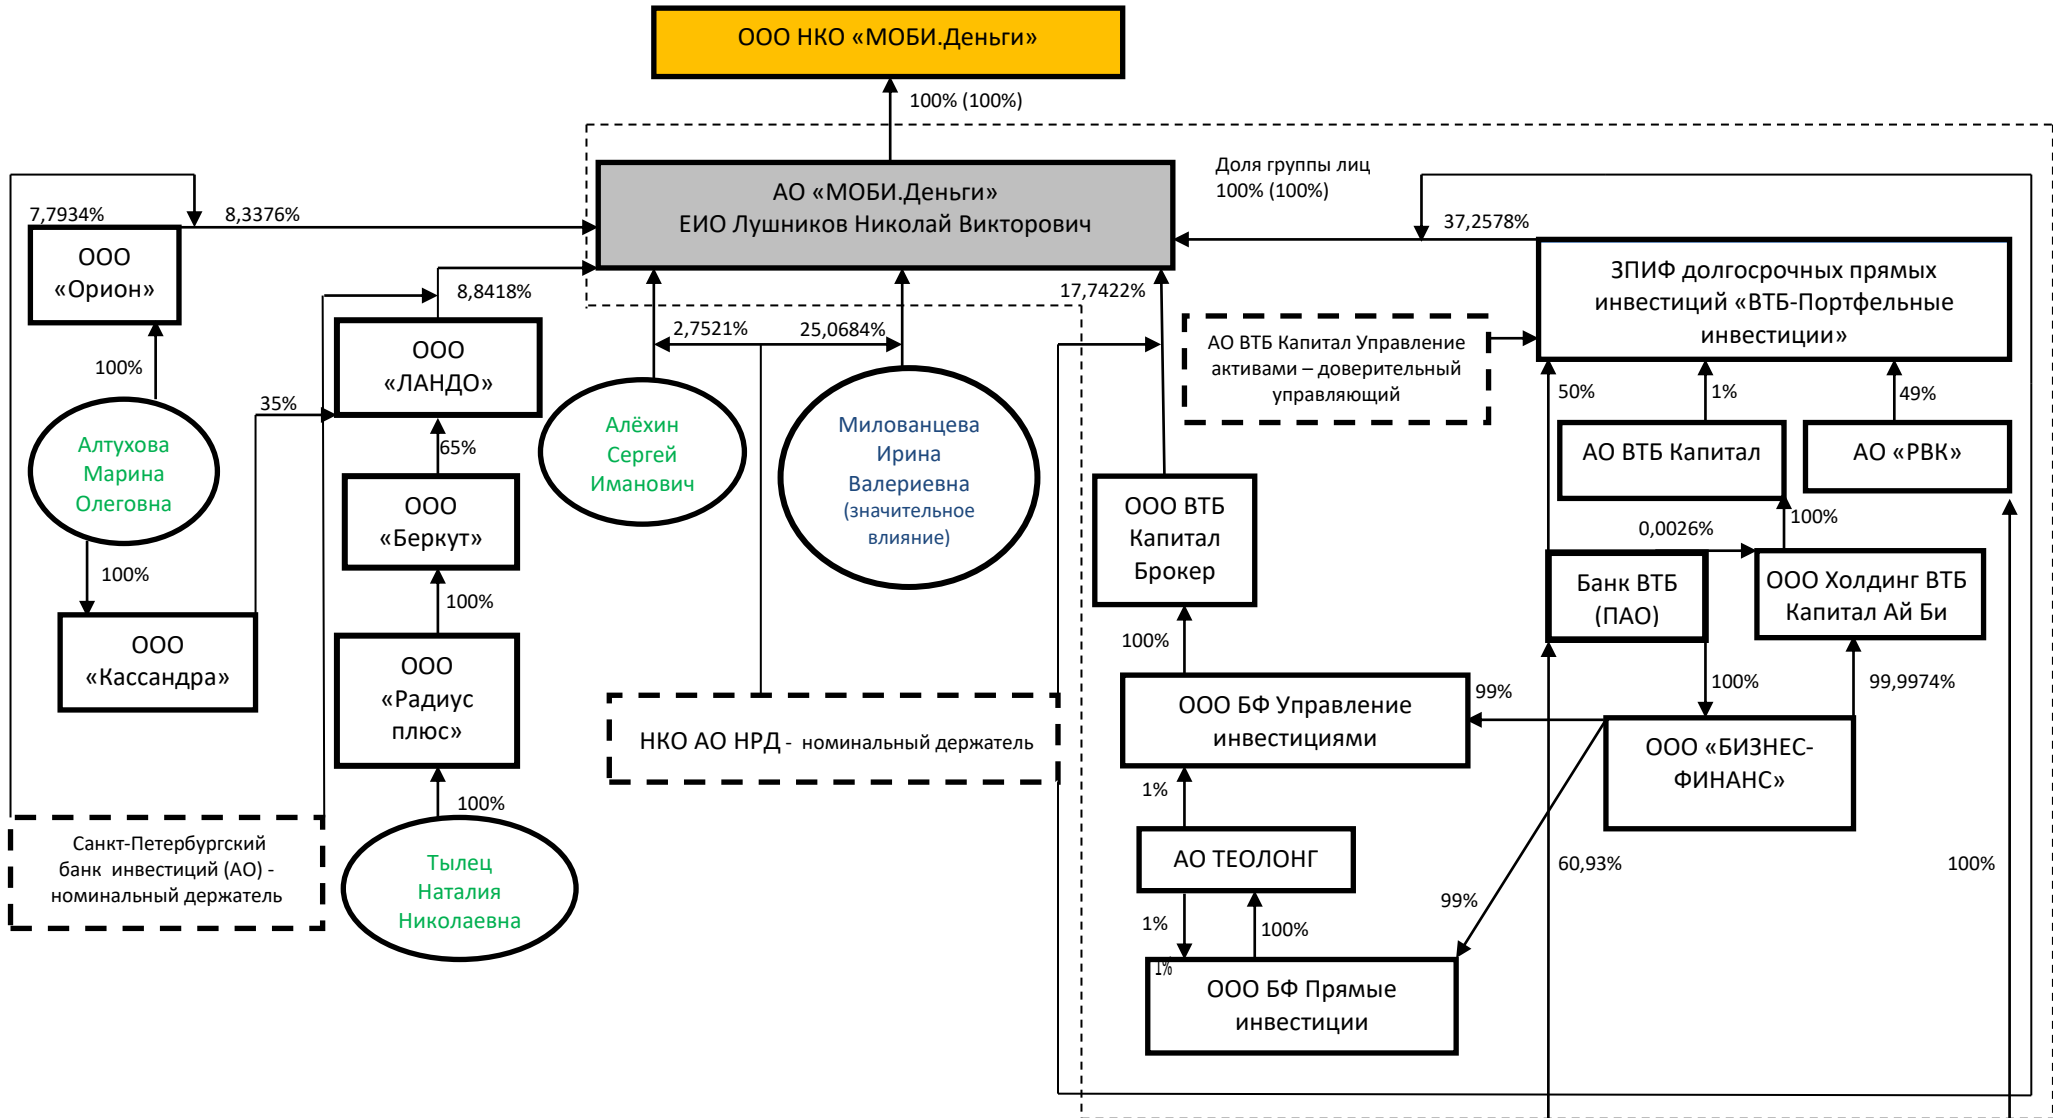 ООО НКО «МОБИ.Деньги»
100% (100%)
Доля группы лиц
100% (100%)
АО «МОБИ.Деньги»
ЕИО Лушников Николай Викторович
7,7934%
8,3376%
37,2578%
ООО
«Орион»
8,8418%
17,7422%
ЗПИФ долгосрочных прямых
инвестиций «ВТБ-Портфельные
инвестиции»
2,7521%
25,0684%
ООО
«ЛАНДО»
АО ВТБ Капитал Управление
активами – доверительный
управляющий
100%
35%
50%
1%
49%
Алтухова
Марина
Олеговна
65%
Алёхин
Сергей
Иманович
Милованцева
Ирина
Валериевна
(значительное
влияние)
АО ВТБ Капитал
АО «РВК»
ООО
«Беркут»
ООО ВТБ
Капитал
Брокер
0,0026%
100%
100%
100%
Банк ВТБ
(ПАО)
ООО Холдинг ВТБ
Капитал Ай Би
ООО
«Кассандра»
ООО
«Радиус
плюс»
100%
100%
99,9974%
99%
НКО АО НРД - номинальный держатель
ООО БФ Управление
инвестициями
ООО «БИЗНЕС-
ФИНАНС»
100%
1%
Санкт-Петербургский
банк инвестиций (АО) -
номинальный держатель
Тылец
Наталия
Николаевна
АО ТЕОЛОНГ
60,93%
100%
99%
1%
100%
1%
ООО БФ Прямые
инвестиции